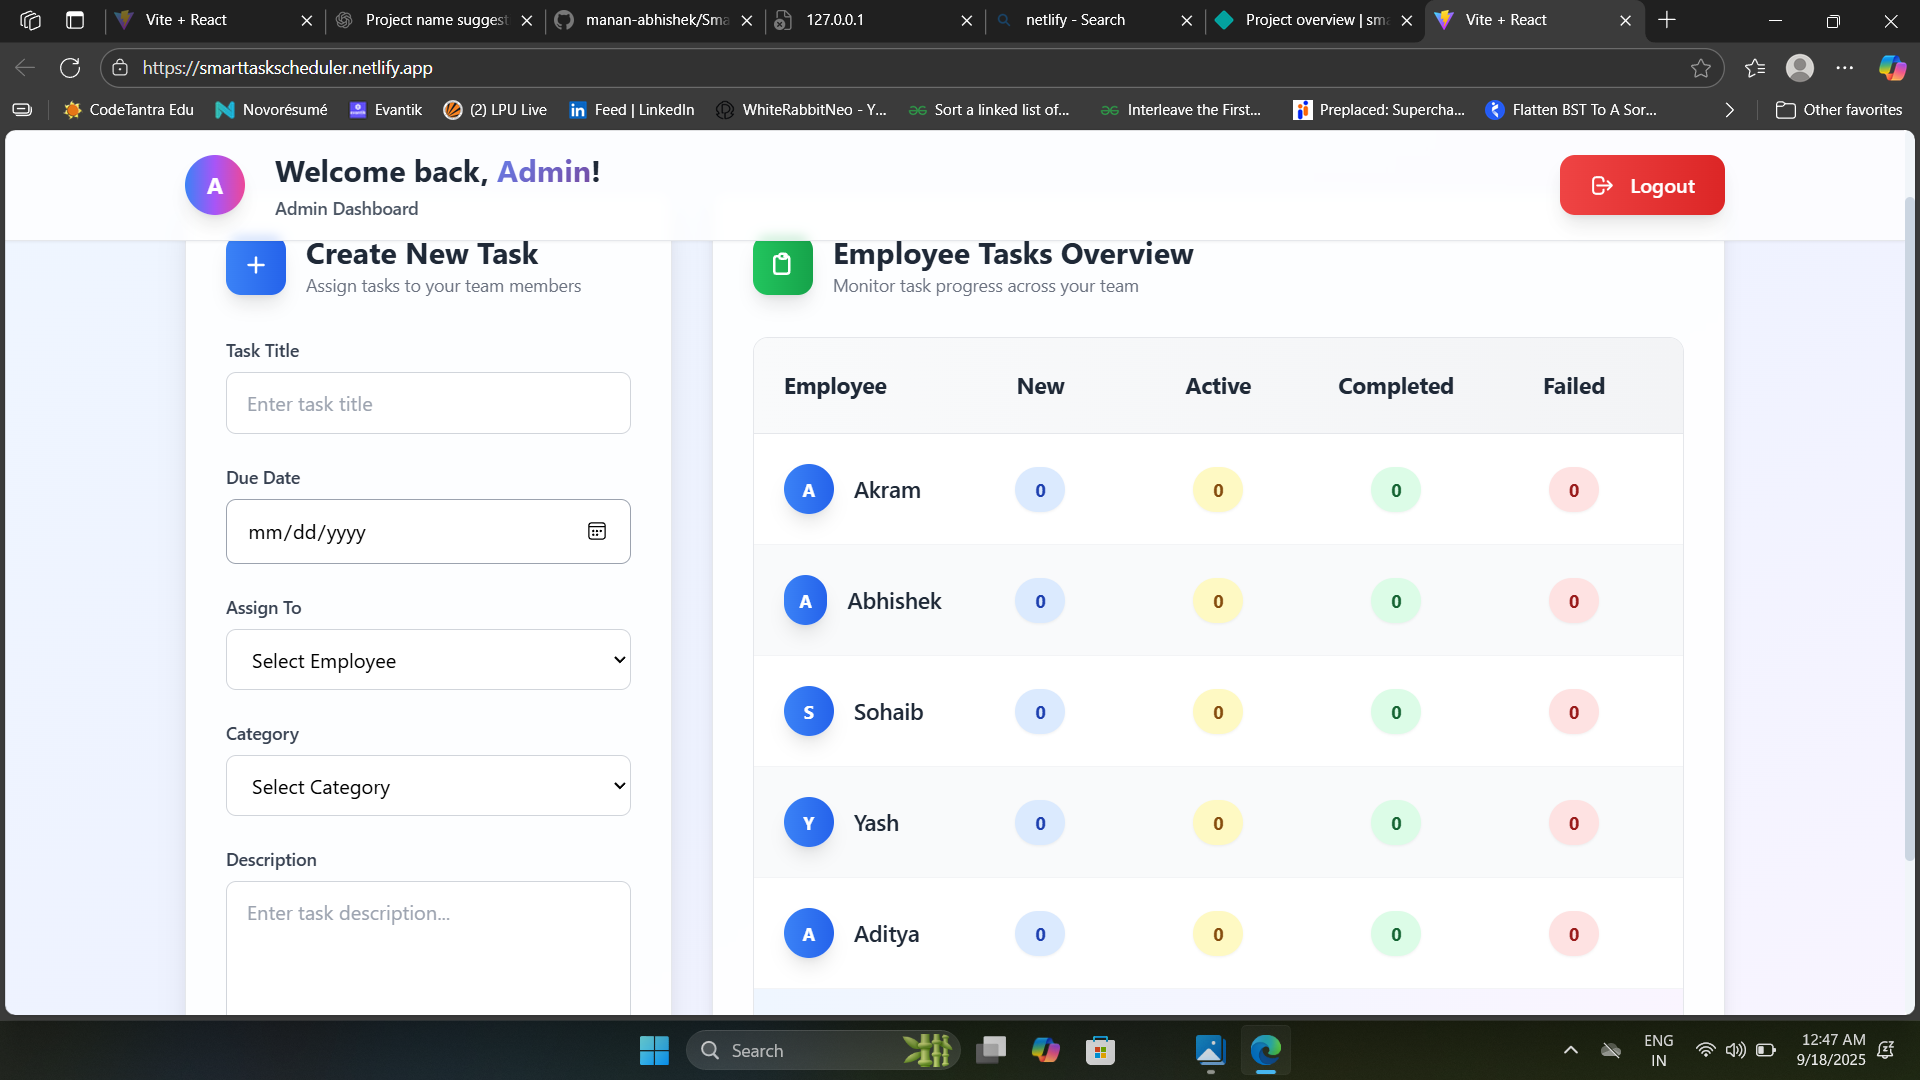 Vite + React
Project name suggest
manan-abhishek/Sma
127.0.0.1
netlify - Search
Project overview | sma
Vite + React
https://smarttaskscheduler.netlify.app
CodeTantra Edu
Novorésumé
Evantik
(2) LPU Live
Feed | LinkedIn
WhiteRabbitNeo - Y...
Sort a linked list of...
Interleave the First...
Preplaced: Supercha...
Flatten BST To A Sor...
Other favorites
A
Welcome back, Admin!
Admin Dashboard
Logout
Create New Task
Assign tasks to your team members
Task Title
Enter task title
Due Date
mm/dd/yyyy
Assign To
Select Employee
Category
Select Category
Description
Enter task description...
Employee Tasks Overview
Monitor task progress across your team
Employee New Active Completed Failed
A Akram 0 0 0 0
A Abhishek 0 0 0 0
S Sohaib 0 0 0 0
Y Yash 0 0 0 0
A Aditya 0 0 0 0
Search
ENG
IN
12:47 AM
9/18/2025